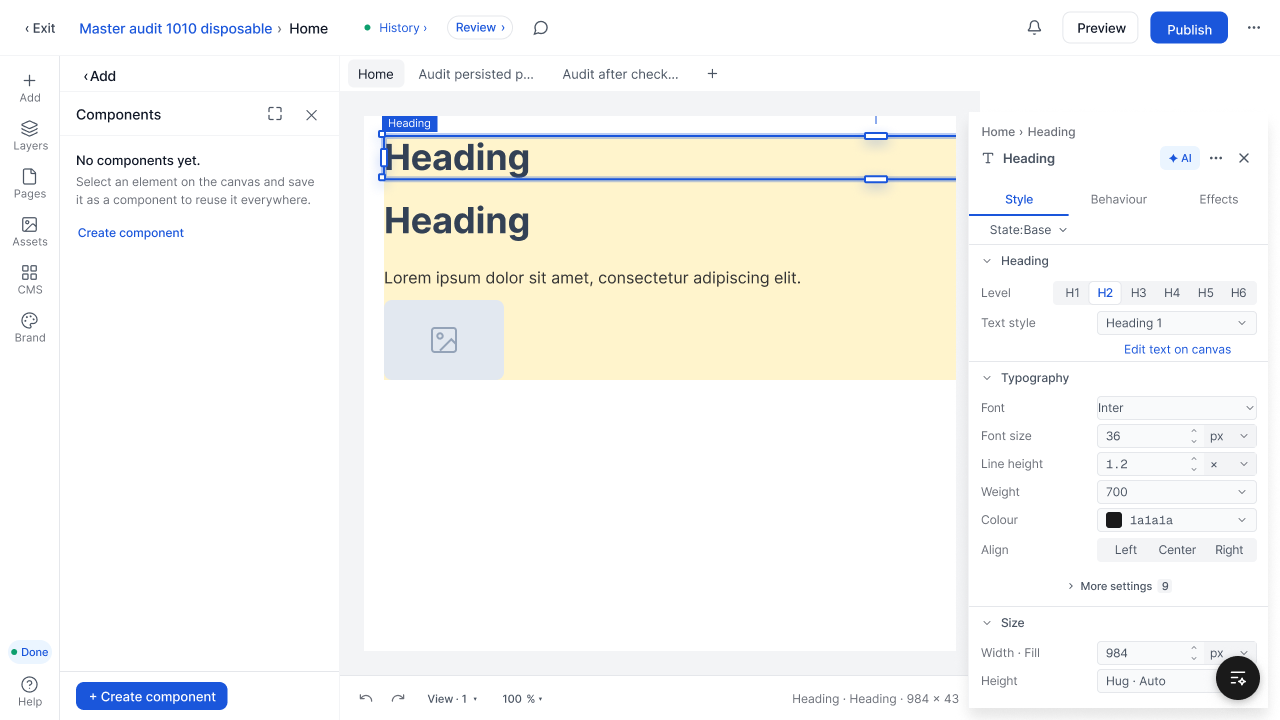 ‹ Exit
Master audit 1010 disposable › Home
History ›
Review ›
Preview
Publish
Add
Layers
Pages
Assets
CMS
Brand
Done
Help
‹ Add
Components
No components yet.
Select an element on the canvas and save
it as a component to reuse it everywhere.
Create component
+ Create component
Home
Audit persisted p...
Audit after check...
+
Heading
Heading
Heading
Lorem ipsum dolor sit amet, consectetur adipiscing elit.
View · 1
100 %
Heading · Heading · 984 × 43
Home › Heading
Heading
AI
Style
Behaviour
Effects
State:Base
Heading
Level
H1 H2 H3 H4 H5 H6
Text style
Heading 1
Edit text on canvas
Typography
Font
Inter
Font size
36
px
Line height
1.2
×
Weight
700
Colour
1a1a1a
Align
Left Center Right
More settings 9
Size
Width · Fill
984
px
Height
Hug · Auto